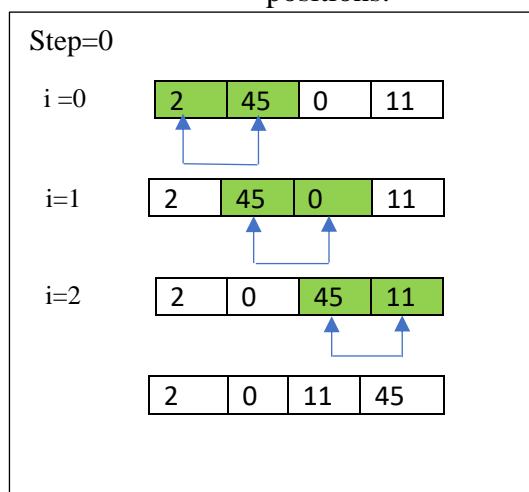 positions.
Step=0
i =0 2 45 0 11
i=1 2 45 0 11
i=2 2 0 45 11
2 0 11 45